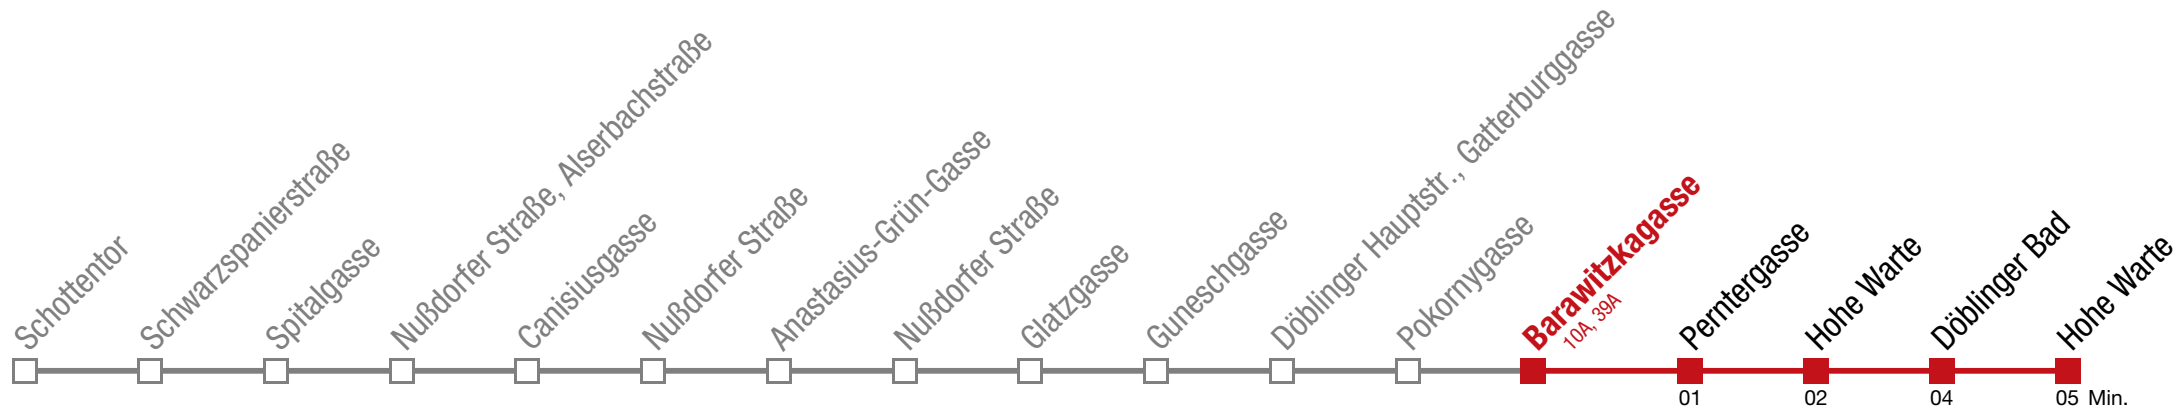 Schottentor
Schwarzspanierstraße
Spitalgasse
Nußdorfer Straße, Alserbachstraße
Canisiusgasse
Nußdorfer Straße
Anastasius-Grün-Gasse
Nußdorfer Straße
Glatzgasse
Guneschgasse
Döblinger Hauptstr., Gatterburggasse
Pokornygasse
Barawitzkagasse
10A, 39A
Perntergasse
Hohe Warte
Döblinger Bad
Hohe Warte
01 02 04 05 Min.